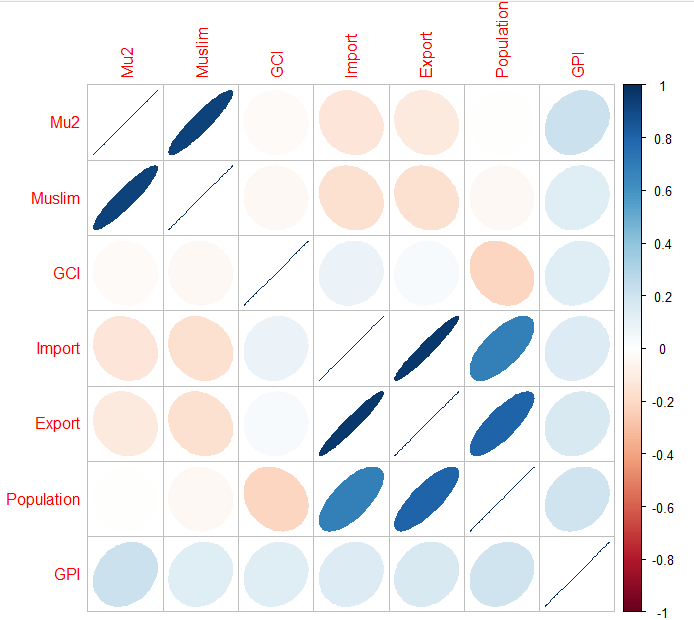 Mu2
Muslim
GCI
Import
Export
Population
GPI
Mu2
Muslim
GCI
Import
Export
Population
GPI
1
0.8
0.6
0.4
0.2
0
-0.2
-0.4
-0.6
-0.8
-1